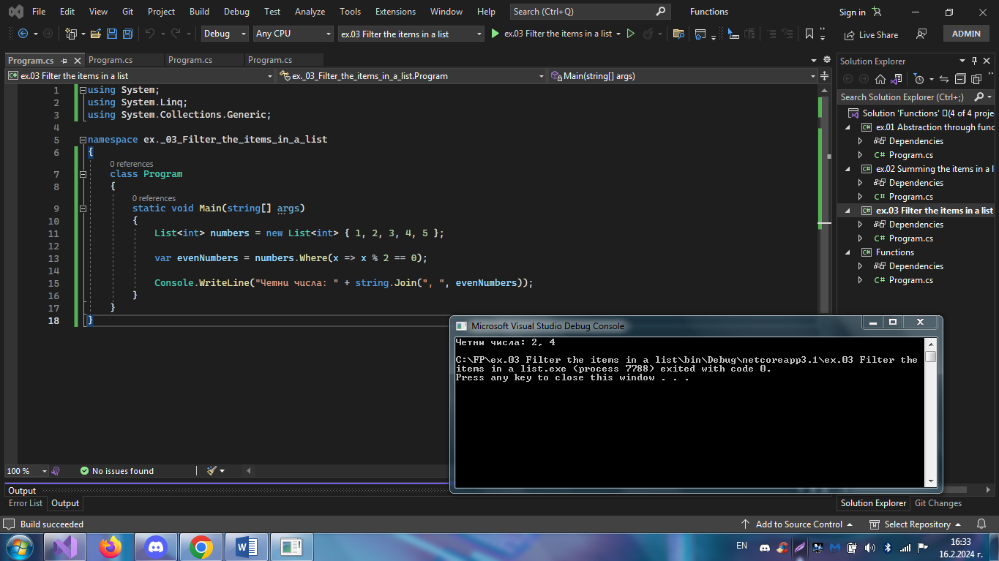 File Edit View Git Project Build Debug Test Analyze Tools Extensions Window Help Search (Ctrl+Q) Functions Sign in
Debug Any CPU ex.03 Filter the items in a list ex.03 Filter the items in a list Live Share ADMIN
Program.cs Program.cs Program.cs Program.cs
ex.03 Filter the items in a list ex._03_Filter_the_items_in_a_list.Program Main(string[] args)
1 using System;
2 using System.Linq;
3 using System.Collections.Generic;
4
5 namespace ex._03_Filter_the_items_in_a_list
6 {
0 references
7 class Program
8 {
0 references
9 static void Main(string[] args)
10 {
11 List<int> numbers = new List<int> { 1, 2, 3, 4, 5 };
12
13 var evenNumbers = numbers.Where(x => x % 2 == 0);
14
15 Console.WriteLine("Четни числа: " + string.Join(", ", evenNumbers));
16 }
17 }
18 }
Solution Explorer
Search Solution Explorer (Ctrl+;)
Solution 'Functions' (4 of 4 proje
ex.01 Abstraction through func
Dependencies
C# Program.cs
ex.02 Summing the items in a l
Dependencies
C# Program.cs
ex.03 Filter the items in a list
Dependencies
C# Program.cs
Functions
Dependencies
C# Program.cs
Microsoft Visual Studio Debug Console
Четни числа: 2, 4
C:\FP\ex.03 Filter the items in a list\bin\Debug\netcoreapp3.1\ex.03 Filter the
items in a list.exe (process 7788) exited with code 0.
Press any key to close this window . . .
100 % No issues found
Output
Error List Output
Solution Explorer Git Changes
Build succeeded Add to Source Control Select Repository
EN 16:33
16.2.2024 г.